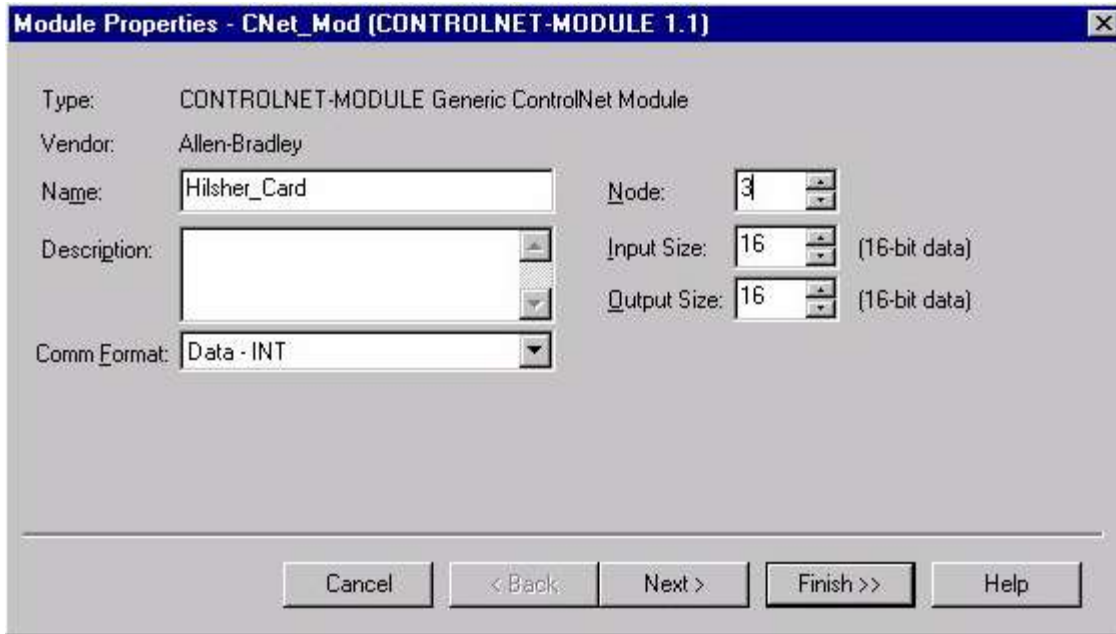 Module Properties - CNet_Mod (CONTROLNET-MODULE 1.1)
Type: CONTROLNET-MODULE Generic ControlNet Module
Vendor: Allen-Bradley
Name: Hilsher_Card
Node: 3
Description:
Input Size: 16 (16-bit data)
Output Size: 16 (16-bit data)
Comm Format: Data - INT
Cancel < Back Next > Finish >> Help